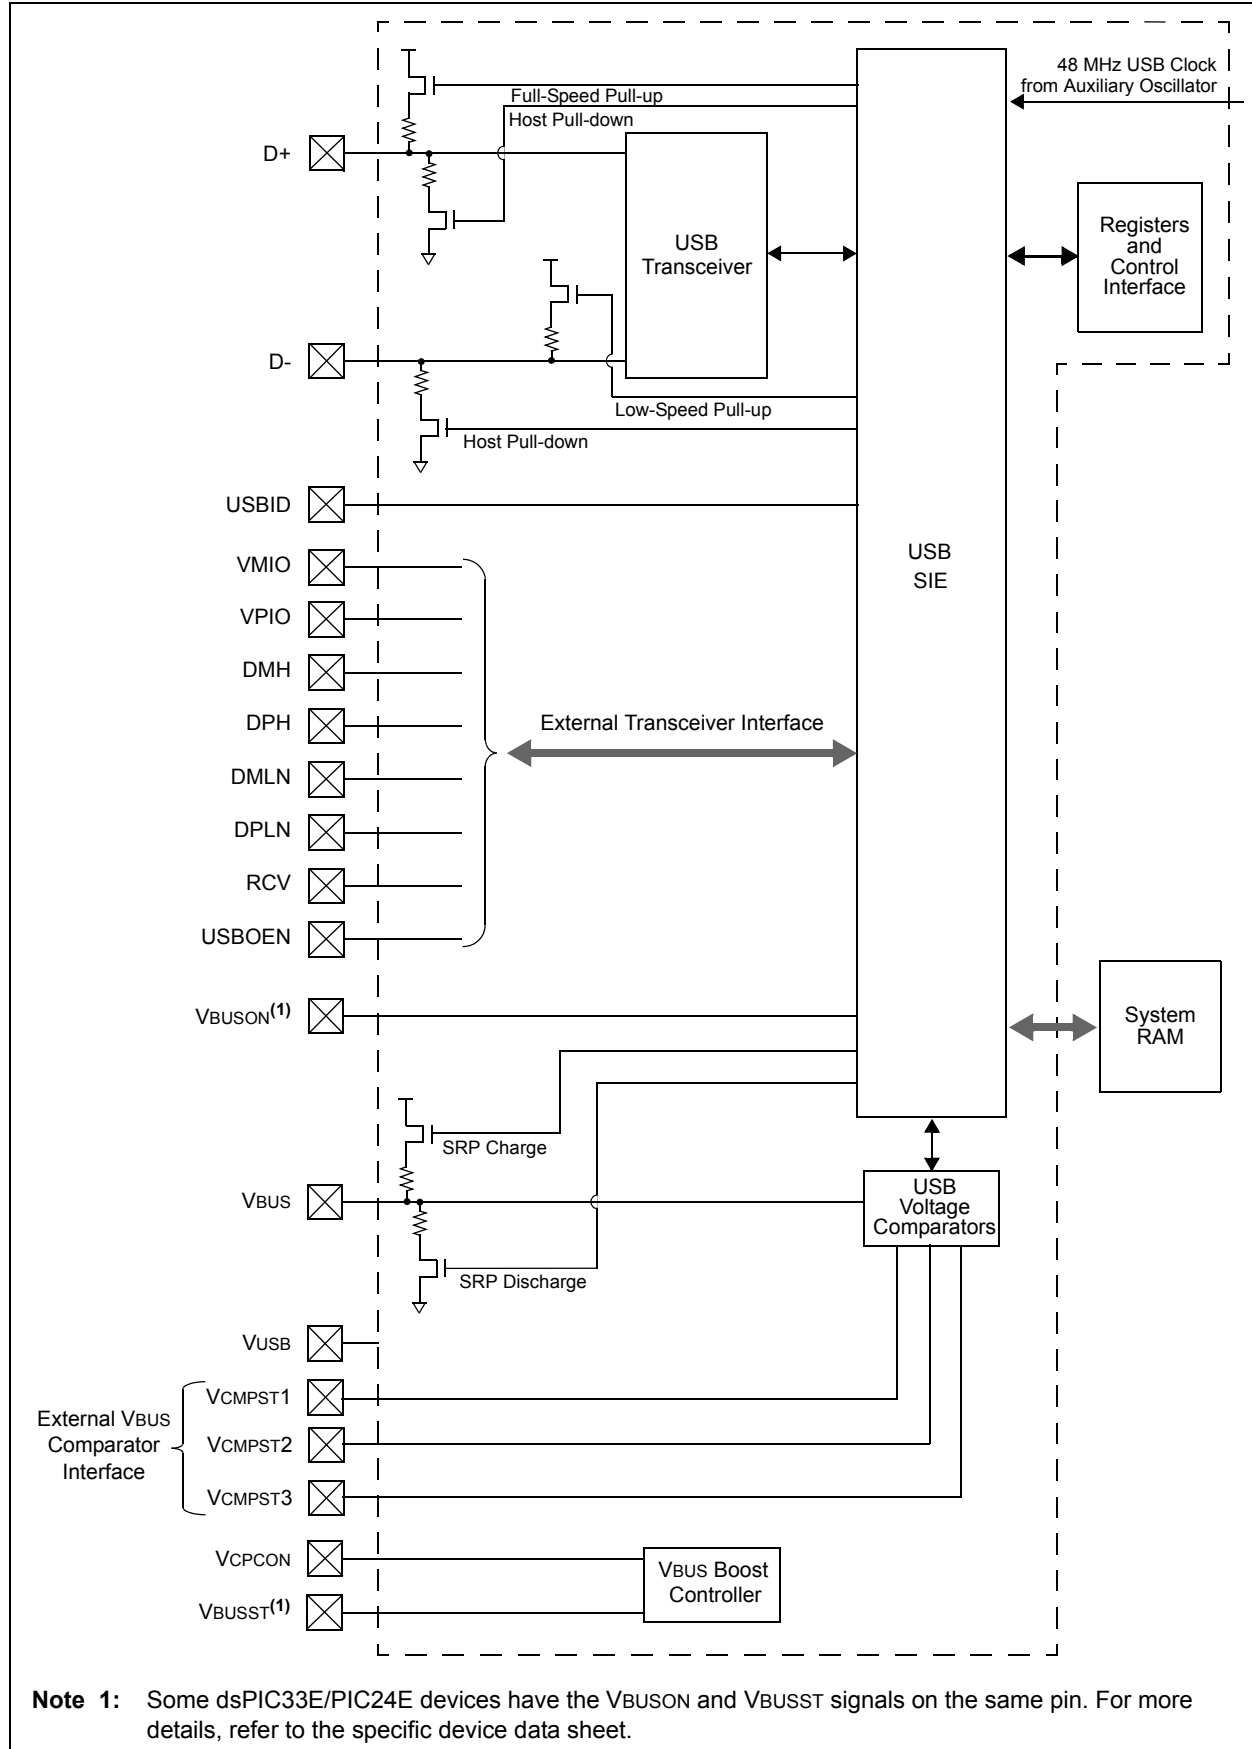 48 MHz USB Clock
from Auxiliary Oscillator
Full-Speed Pull-up
Host Pull-down
D+
USB
Transceiver
Registers
and
Control
Interface
D-
Low-Speed Pull-up
Host Pull-down
USBID
USB
SIE
VMIO
VPIO
DMH
DPH
External Transceiver Interface
DMLN
DPLN
RCV
USBOEN
VBUSON(1)
System
RAM
SRP Charge
VBUS
USB
Voltage
Comparators
SRP Discharge
VUSB
VCMPST1
External VBUS
Comparator
Interface
VCMPST2
VCMPST3
VCPCON
VBUS Boost
Controller
VBUSST(1)
Note 1: Some dsPIC33E/PIC24E devices have the VBUSON and VBUSST signals on the same pin. For more
details, refer to the specific device data sheet.